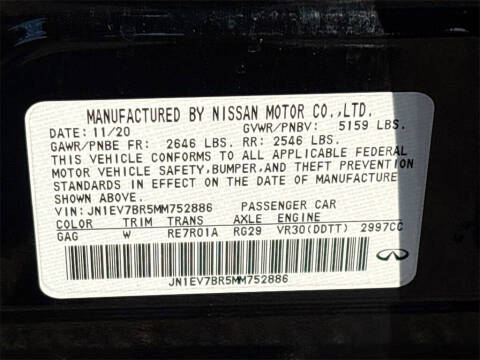 MANUFACTURED BY NISSAN MOTOR CO.,LTD.
DATE: 11/20 GVWR/PNBV: 5159 LBS.
GAWR/PNBE FR: 2646 LBS. RR: 2546 LBS.
THIS VEHICLE CONFORMS TO ALL APPLICABLE FEDERAL
MOTOR VEHICLE SAFETY,BUMPER,AND THEFT PREVENTION
STANDARDS IN EFFECT ON THE DATE OF MANUFACTURE
SHOWN ABOVE.
VIN: JN1EV7BR5MM752886 PASSENGER CAR
COLOR TRIM TRANS AXLE ENGINE
GAG W RE7R01A RG29 VR30(DDTT) 2997CC
JN1EV7BR5MM752886